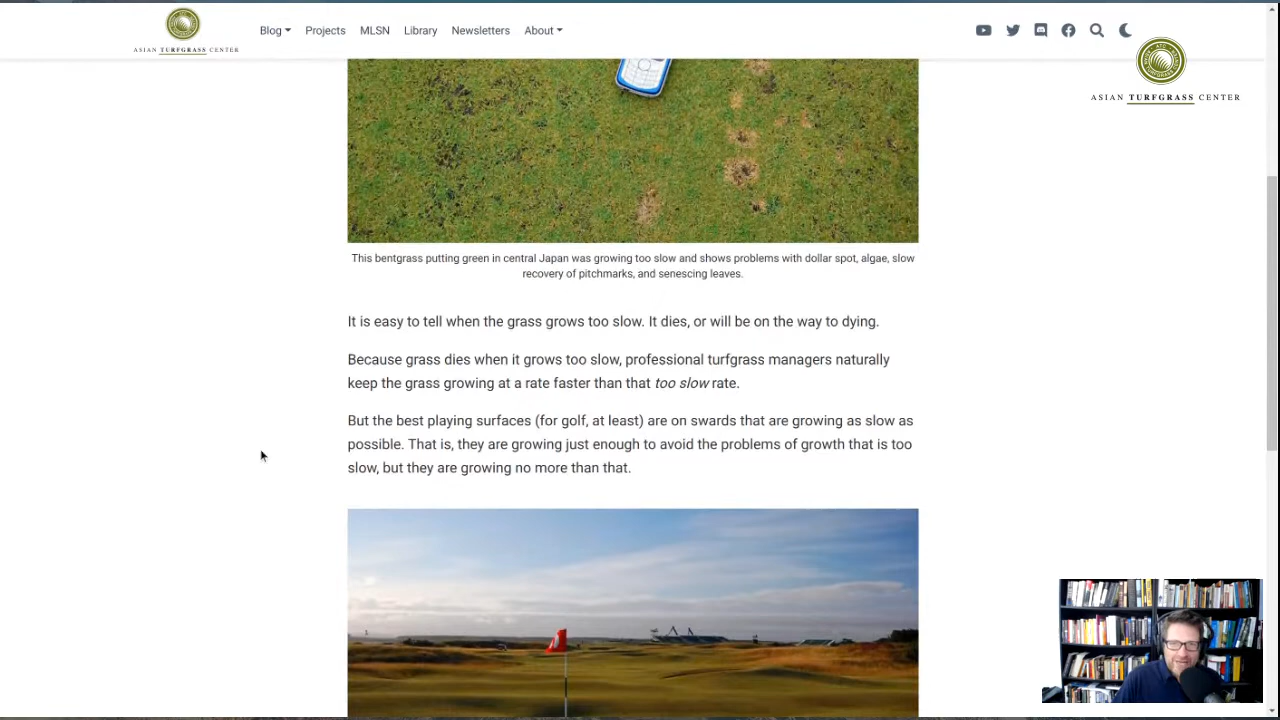 Blog Projects MLSN Library Newsletters About
ASIAN TURFGRASS CENTER
ASIAN TURFGRASS CENTER
This bentgrass putting green in central Japan was growing too slow and shows problems with dollar spot, algae, slow
recovery of pitchmarks, and senescing leaves.
It is easy to tell when the grass grows too slow. It dies, or will be on the way to dying.
Because grass dies when it grows too slow, professional turfgrass managers naturally
keep the grass growing at a rate faster than that too slow rate.
But the best playing surfaces (for golf, at least) are on swards that are growing as slow as
possible. That is, they are growing just enough to avoid the problems of growth that is too
slow, but they are growing no more than that.